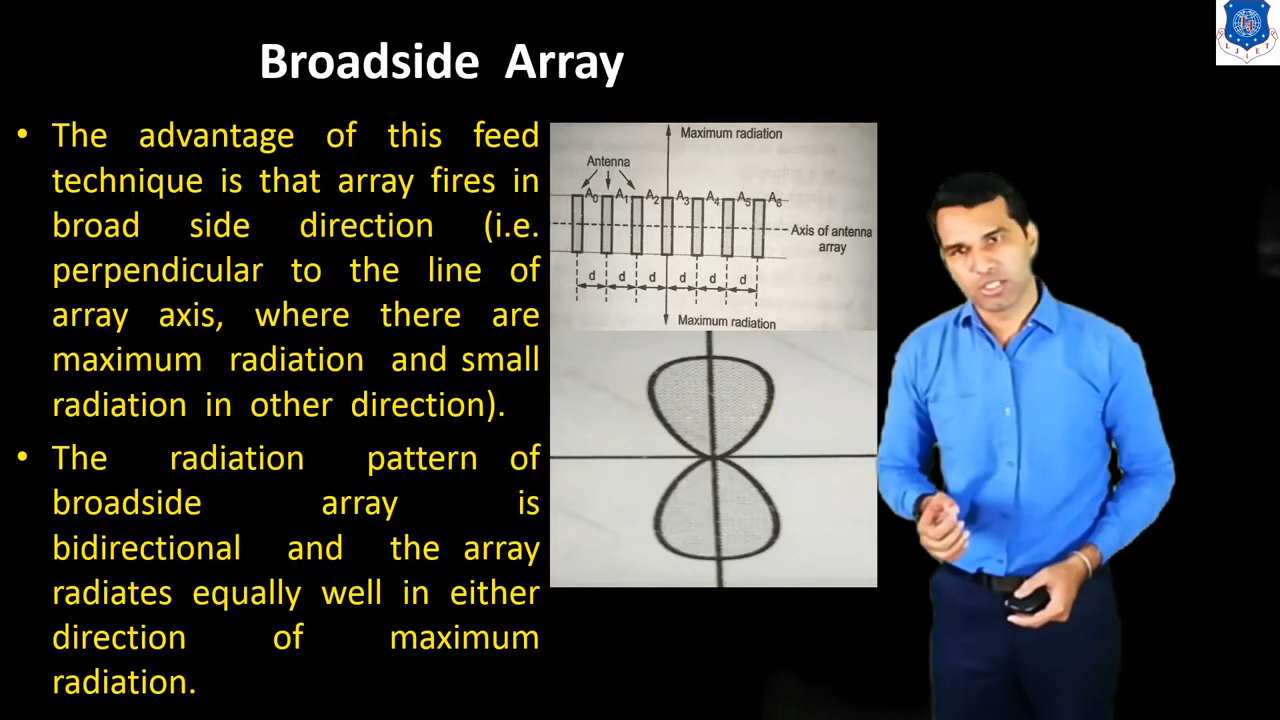 Broadside Array
• The advantage of this feed
technique is that array fires in
broad side direction (i.e.
perpendicular to the line of
array axis, where there are
maximum radiation and small
radiation in other direction).
• The radiation pattern of
broadside array is
bidirectional and the array
radiates equally well in either
direction of maximum
radiation.
Maximum radiation
Antenna
A0 A1 A2 A3 A4 A5 A6
Axis of antenna
array
d d d d d d
Maximum radiation
LJIET